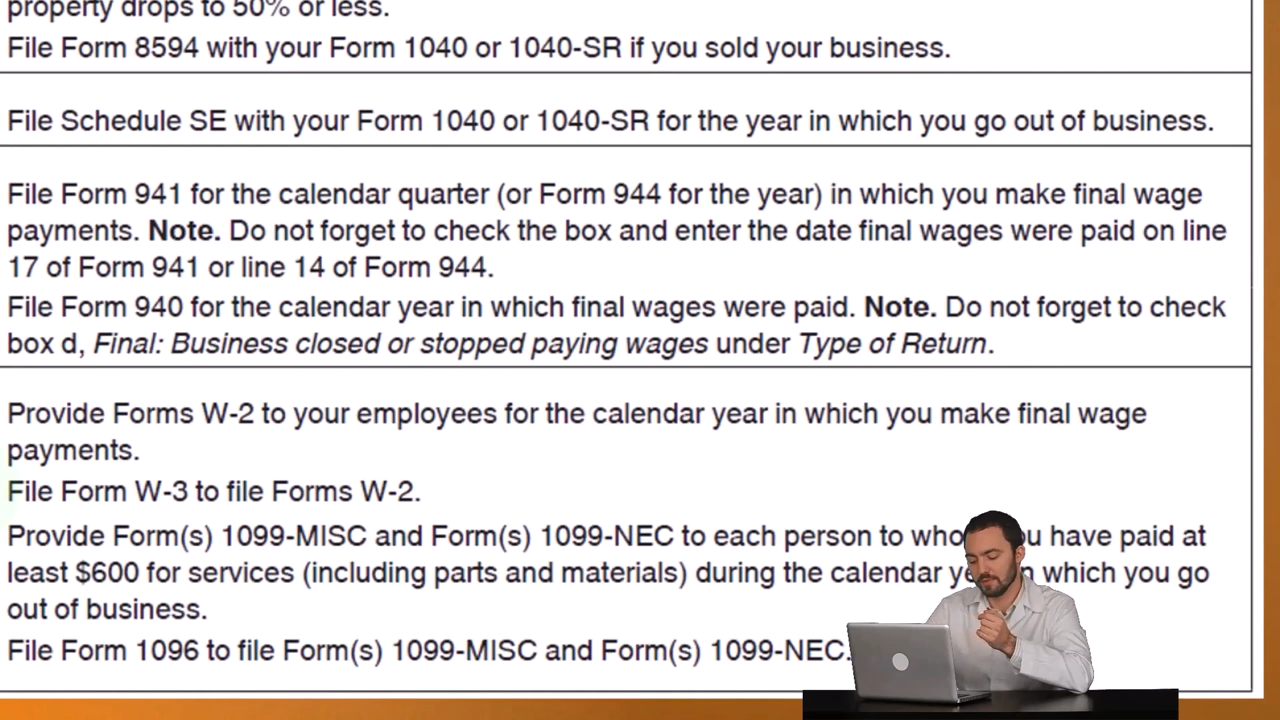 property drops to 50% or less.
File Form 8594 with your Form 1040 or 1040-SR if you sold your business.
File Schedule SE with your Form 1040 or 1040-SR for the year in which you go out of business.
File Form 941 for the calendar quarter (or Form 944 for the year) in which you make final wage
payments. Note. Do not forget to check the box and enter the date final wages were paid on line
17 of Form 941 or line 14 of Form 944.
File Form 940 for the calendar year in which final wages were paid. Note. Do not forget to check
box d, Final: Business closed or stopped paying wages under Type of Return.
Provide Forms W-2 to your employees for the calendar year in which you make final wage
payments.
File Form W-3 to file Forms W-2.
Provide Form(s) 1099-MISC and Form(s) 1099-NEC to each person to have paid at
least $600 for services (including parts and materials) during the calendar which you go
out of business.
File Form 1096 to file Form(s) 1099-MISC and Form(s) 1099-NEC.